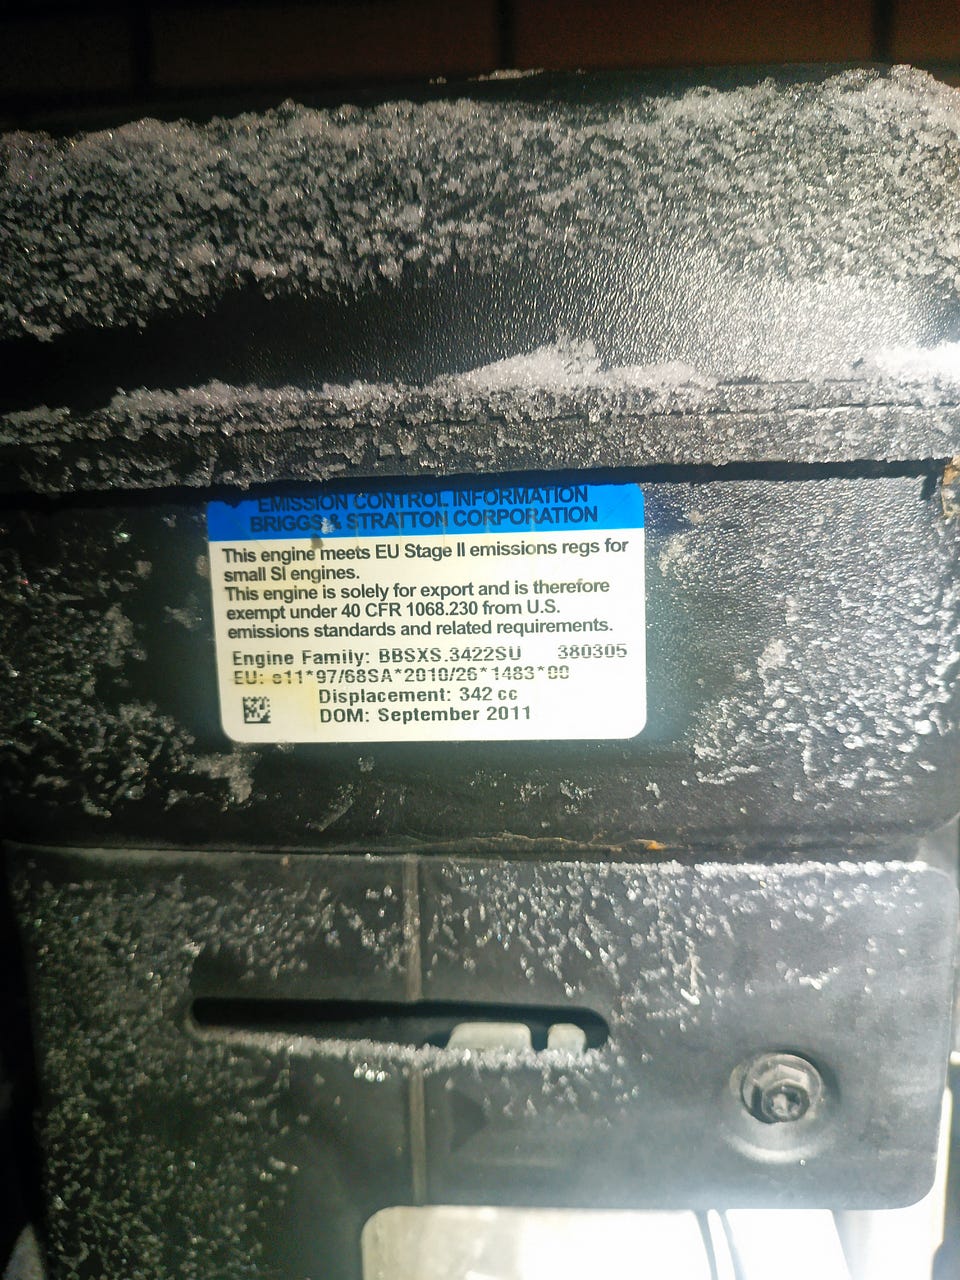 EMISSION CONTROL INFORMATION
BRIGGS & STRATTON CORPORATION
This engine meets EU Stage II emissions regs for
small SI engines.
This engine is solely for export and is therefore
exempt under 40 CFR 1068.230 from U.S.
emissions standards and related requirements.
Engine Family: BBSXS.3422SU 380305
EU: e11*97/68SA*2010/26*1483*00
Displacement: 342 cc
DOM: September 2011